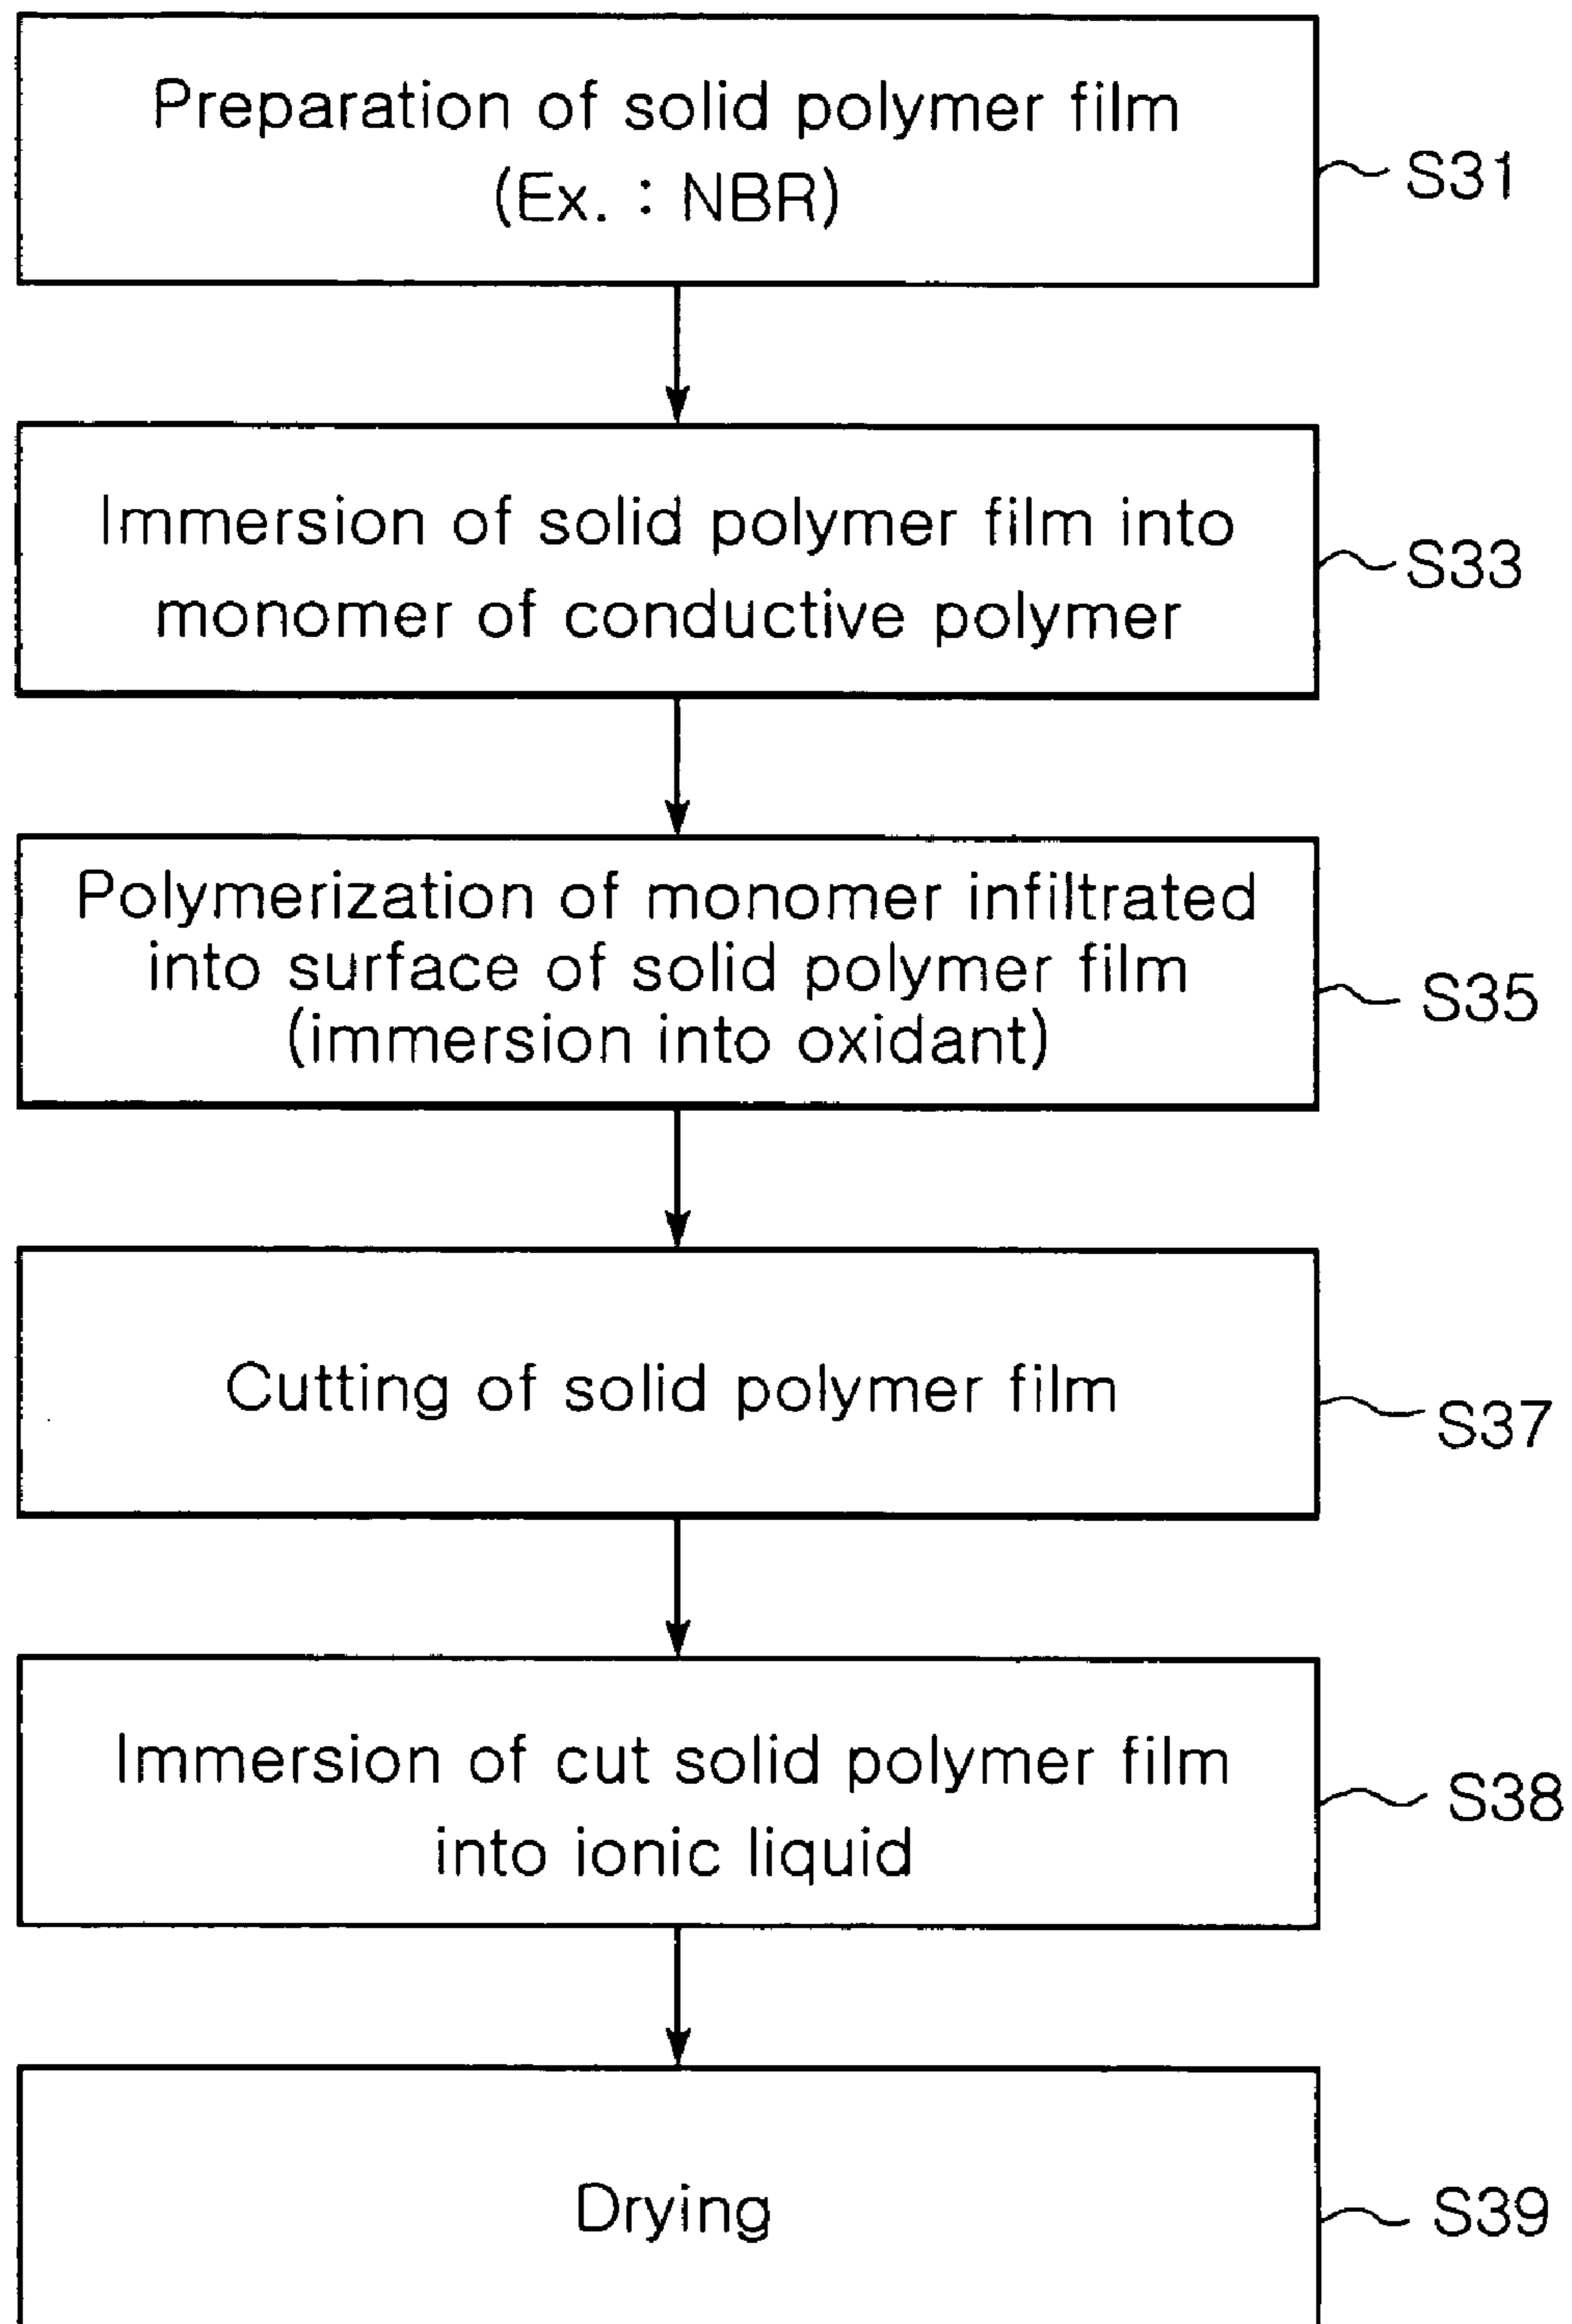 Preparation of solid polymer film
(Ex. : NBR)
S31
Immersion of solid polymer film into
monomer of conductive polymer
S33
Polymerization of monomer infiltrated
into surface of solid polymer film
(immersion into oxidant)
S35
Cutting of solid polymer film
S37
Immersion of cut solid polymer film
into ionic liquid
S38
Drying
S39